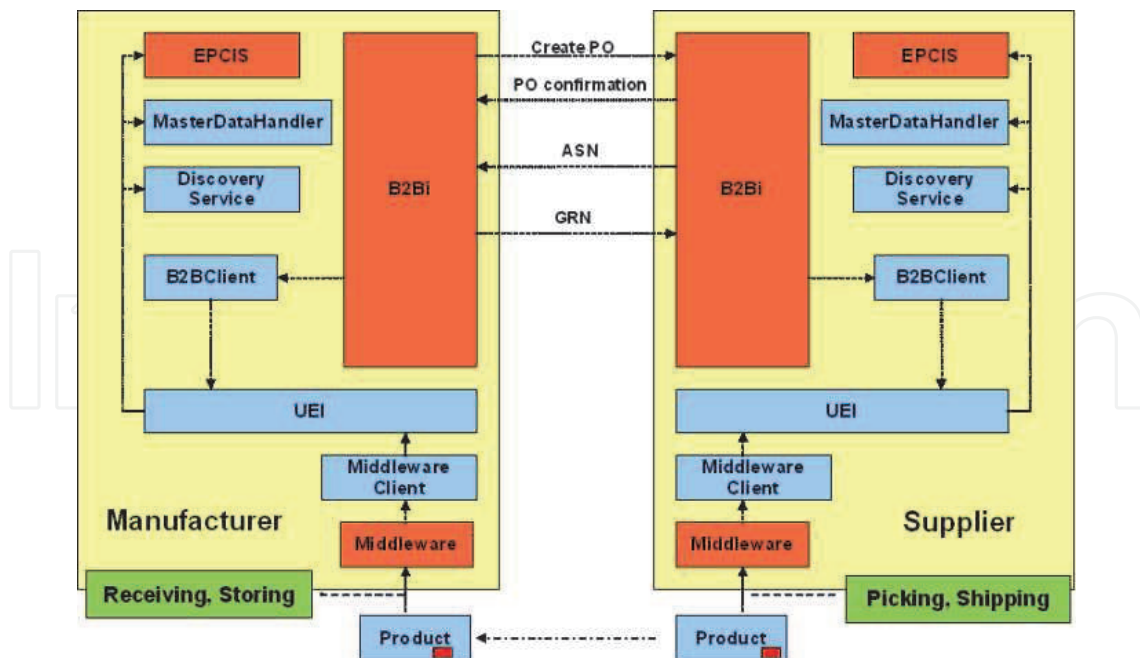 EPCIS
MasterDataHandler
Discovery
Service
B2BClient
B2Bi
UEI
Middleware
Client
Middleware
Manufacturer
Receiving, Storing
Product
Create PO
PO confirmation
ASN
GRN
B2Bi
EPCIS
MasterDataHandler
Discovery
Service
B2BClient
UEI
Middleware
Client
Middleware
Supplier
Picking, Shipping
Product